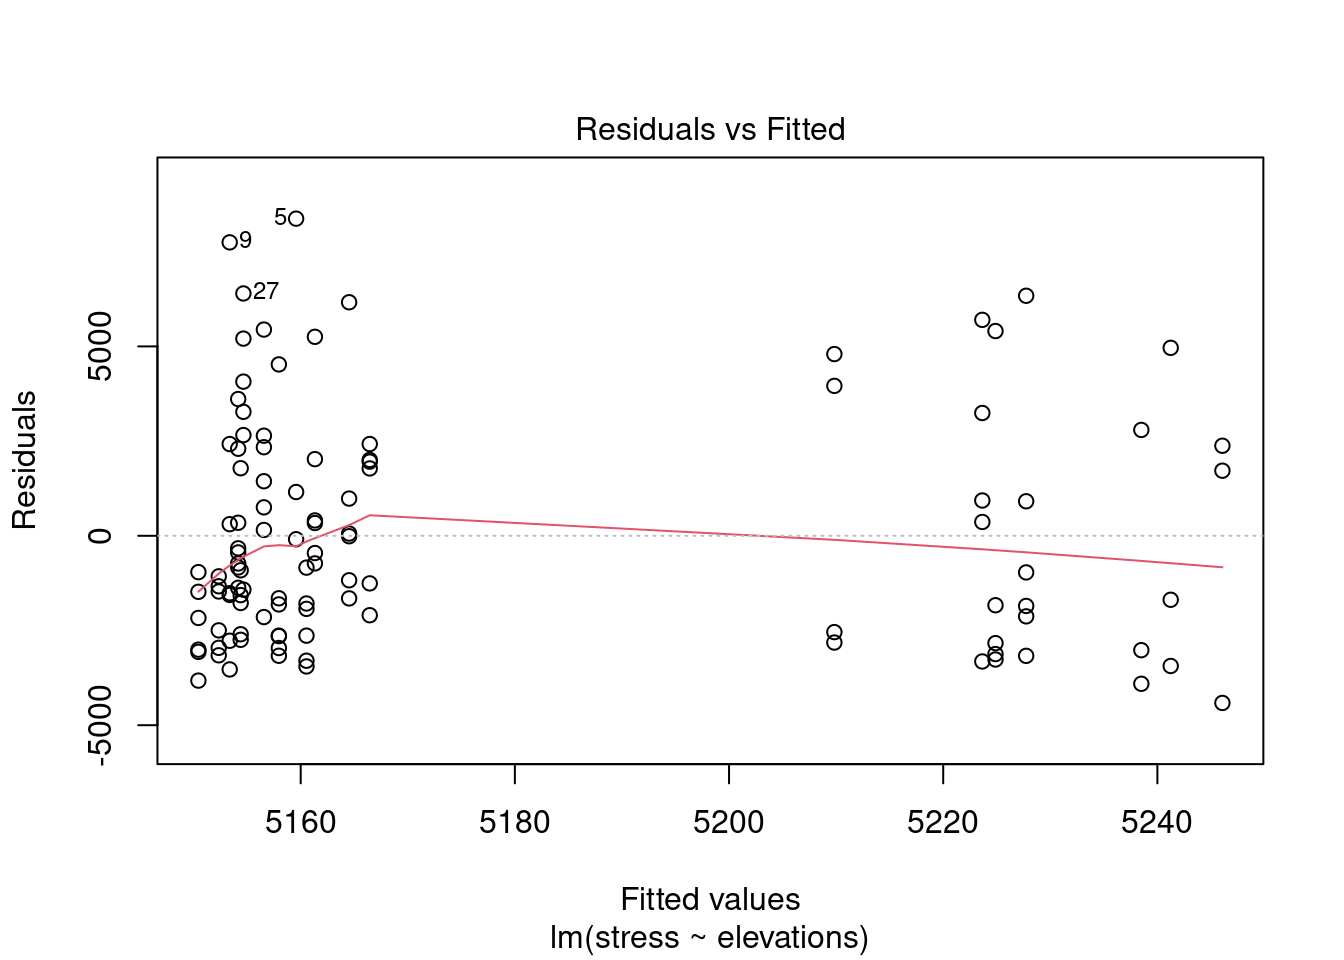 Residuals vs Fitted
5
9
27
Residuals
5000
0
-5000
5160 5180 5200 5220 5240
Fitted values
lm(stress ~ elevations)